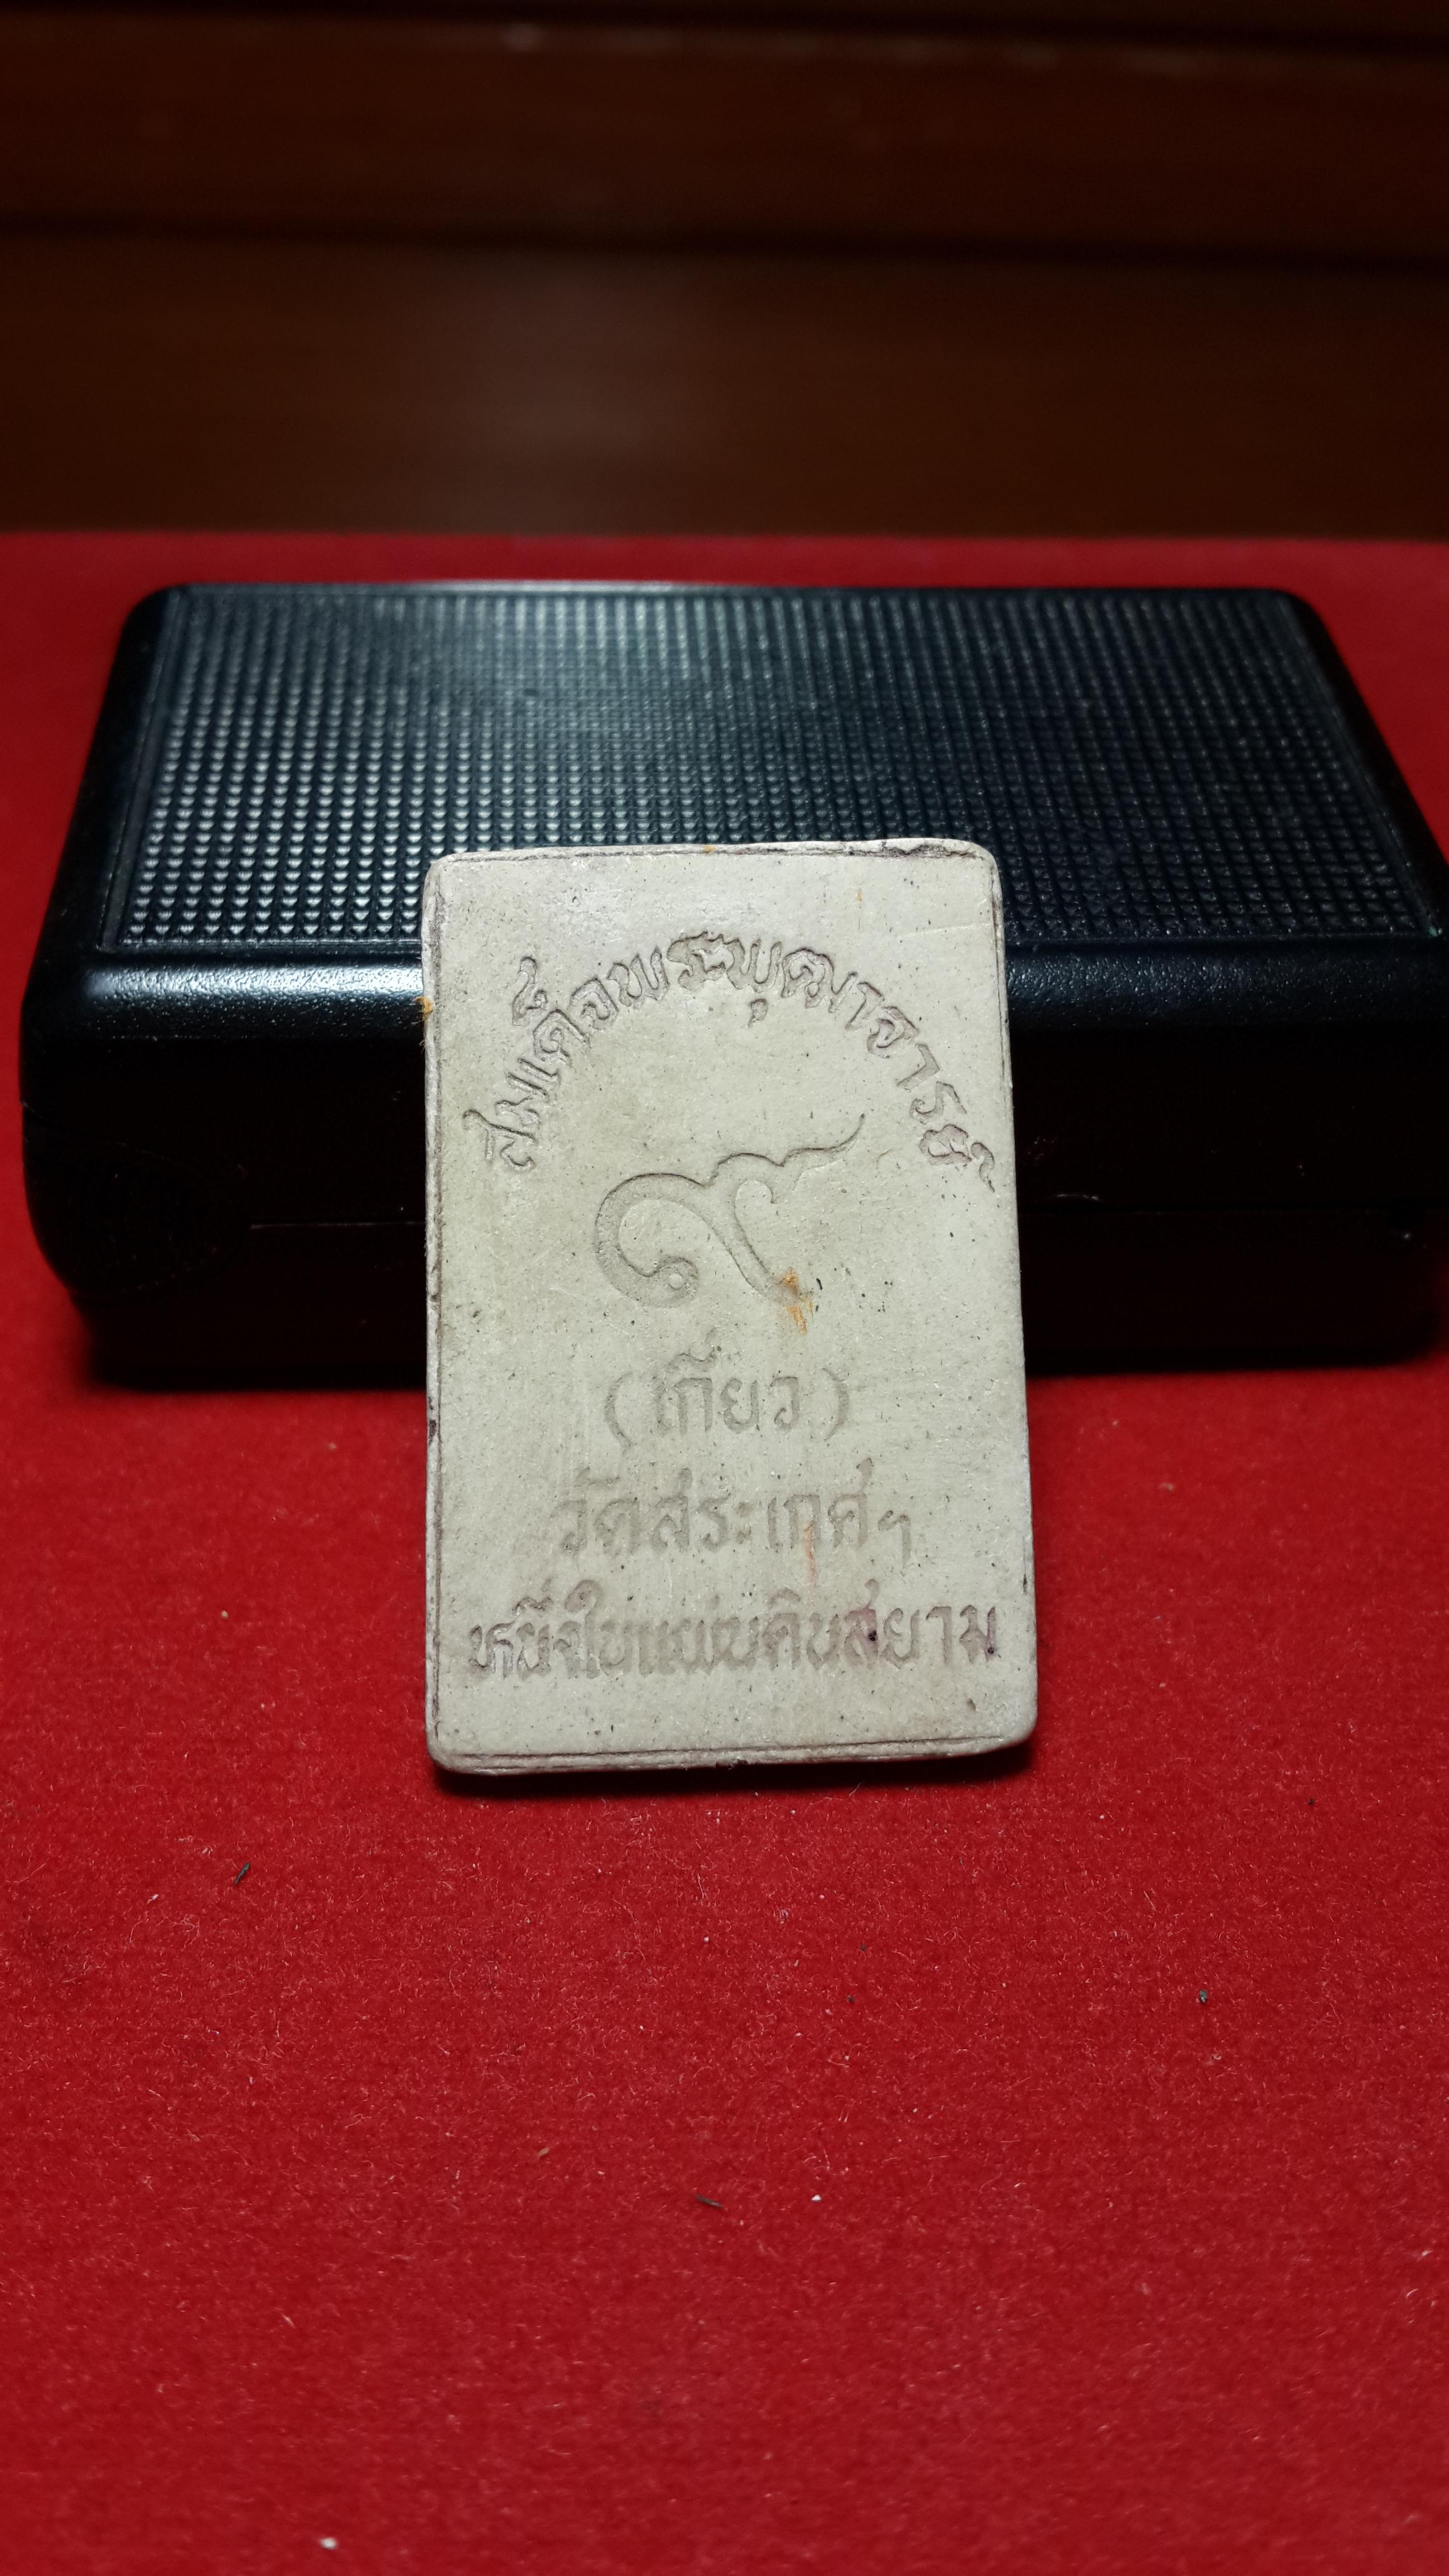 สมเด็จพระพุฒาจารย์
๙
(เกี่ยว)
วัดสระเกศฯ
หนึ่งในแผ่นดินสยาม